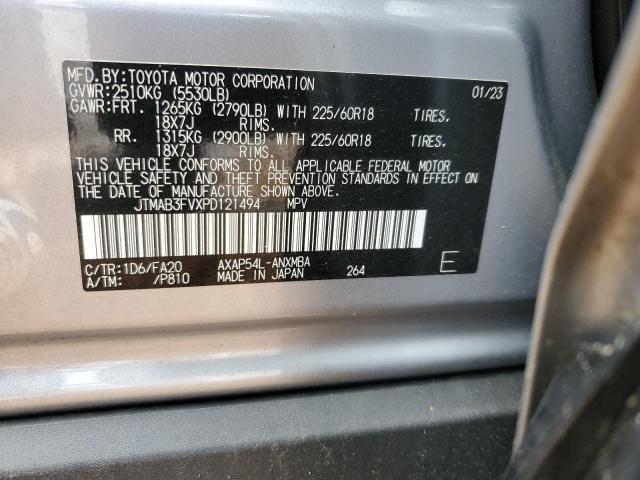 MFD.BY:TOYOTA MOTOR CORPORATION 01/23
GVWR:2510KG (5530LB)
GAWR:FRT. 1265KG (2790LB) WITH 225/60R18 TIRES.
18X7J RIMS.
RR. 1315KG (2900LB) WITH 225/60R18 TIRES.
18X7J RIMS.
THIS VEHICLE CONFORMS TO ALL APPLICABLE FEDERAL MOTOR
VEHICLE SAFETY AND THEFT PREVENTION STANDARDS IN EFFECT ON
THE DATE OF MANUFACTURE SHOWN ABOVE.
JTMAB3FVXPD121494 MPV
C/TR:1D6/FA20 AXAP54L-ANXMBA 264 E
A/TM: /P810 MADE IN JAPAN